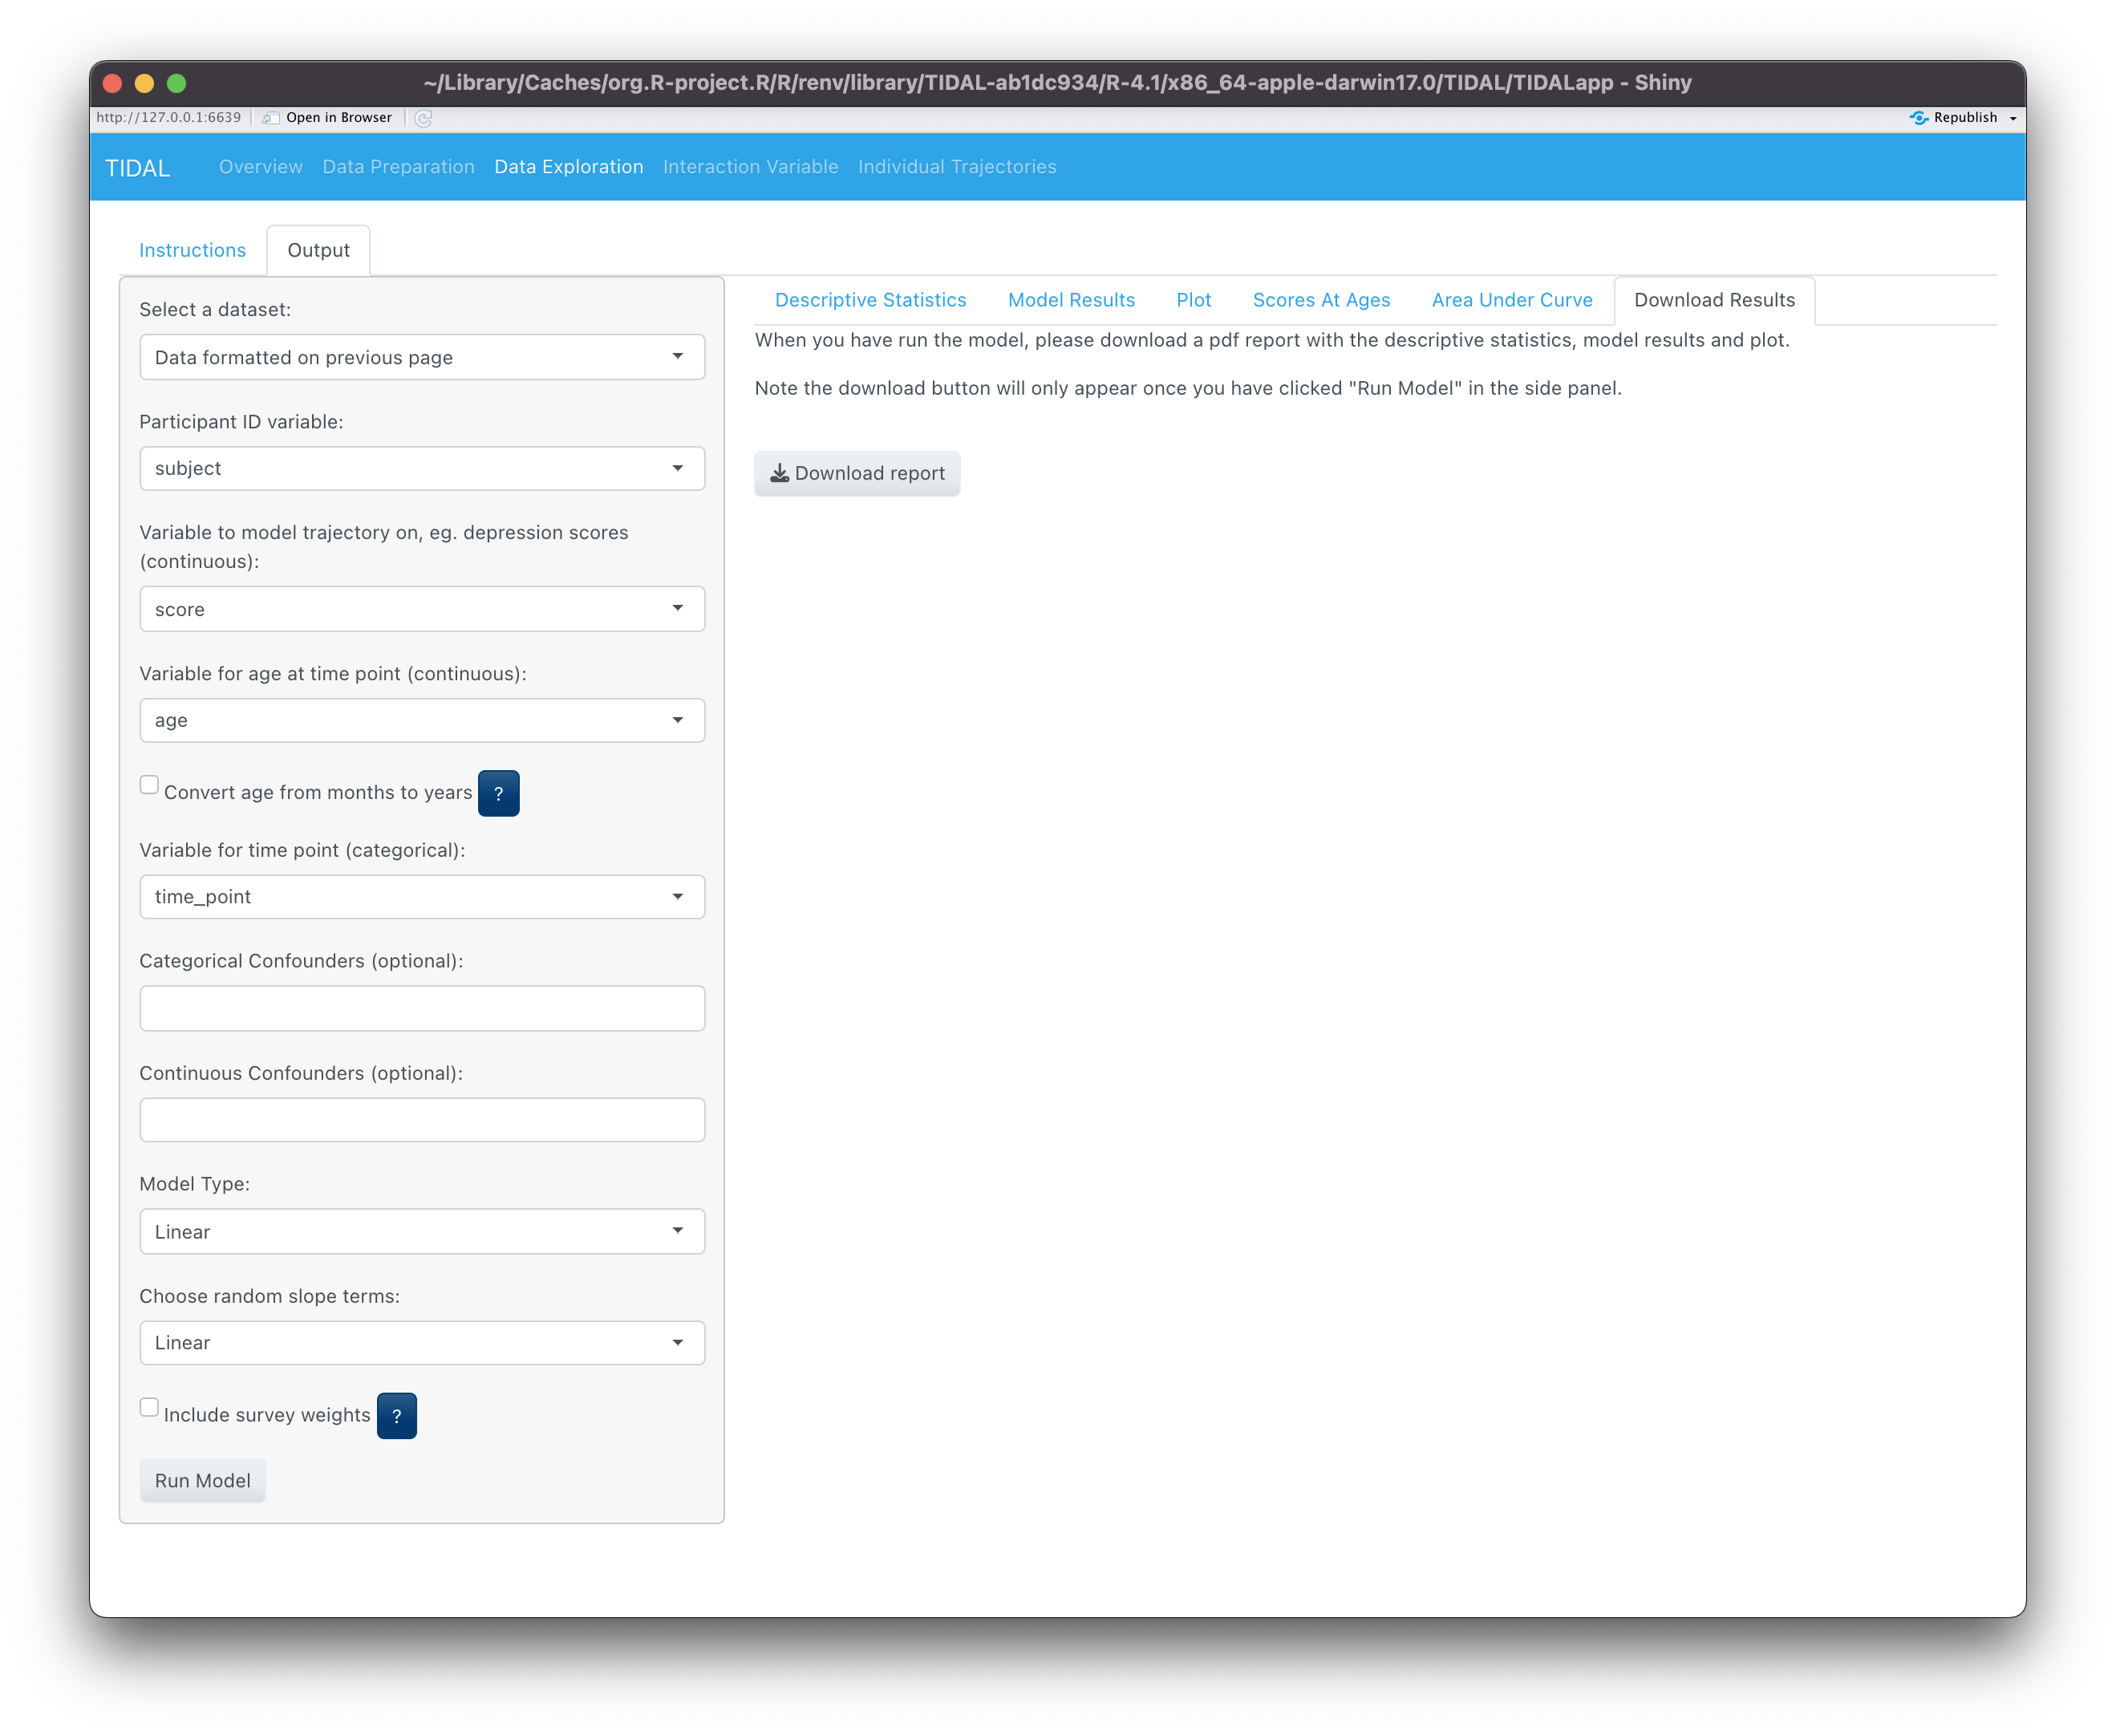 ~/Library/Caches/org.R-project.R/R/renv/library/TIDAL-ab1dc934/R-4.1/x86_64-apple-darwin17.0/TIDAL/TIDALapp - Shiny
http://127.0.0.1:6639 Open in Browser Republish
TIDAL Overview Data Preparation Data Exploration Interaction Variable Individual Trajectories
Instructions Output
Select a dataset:
Data formatted on previous page
Participant ID variable:
subject
Variable to model trajectory on, eg. depression scores
(continuous):
score
Variable for age at time point (continuous):
age
Convert age from months to years ?
Variable for time point (categorical):
time_point
Categorical Confounders (optional):
Continuous Confounders (optional):
Model Type:
Linear
Choose random slope terms:
Linear
Include survey weights ?
Run Model
Descriptive Statistics Model Results Plot Scores At Ages Area Under Curve Download Results
When you have run the model, please download a pdf report with the descriptive statistics, model results and plot.
Note the download button will only appear once you have clicked "Run Model" in the side panel.
Download report